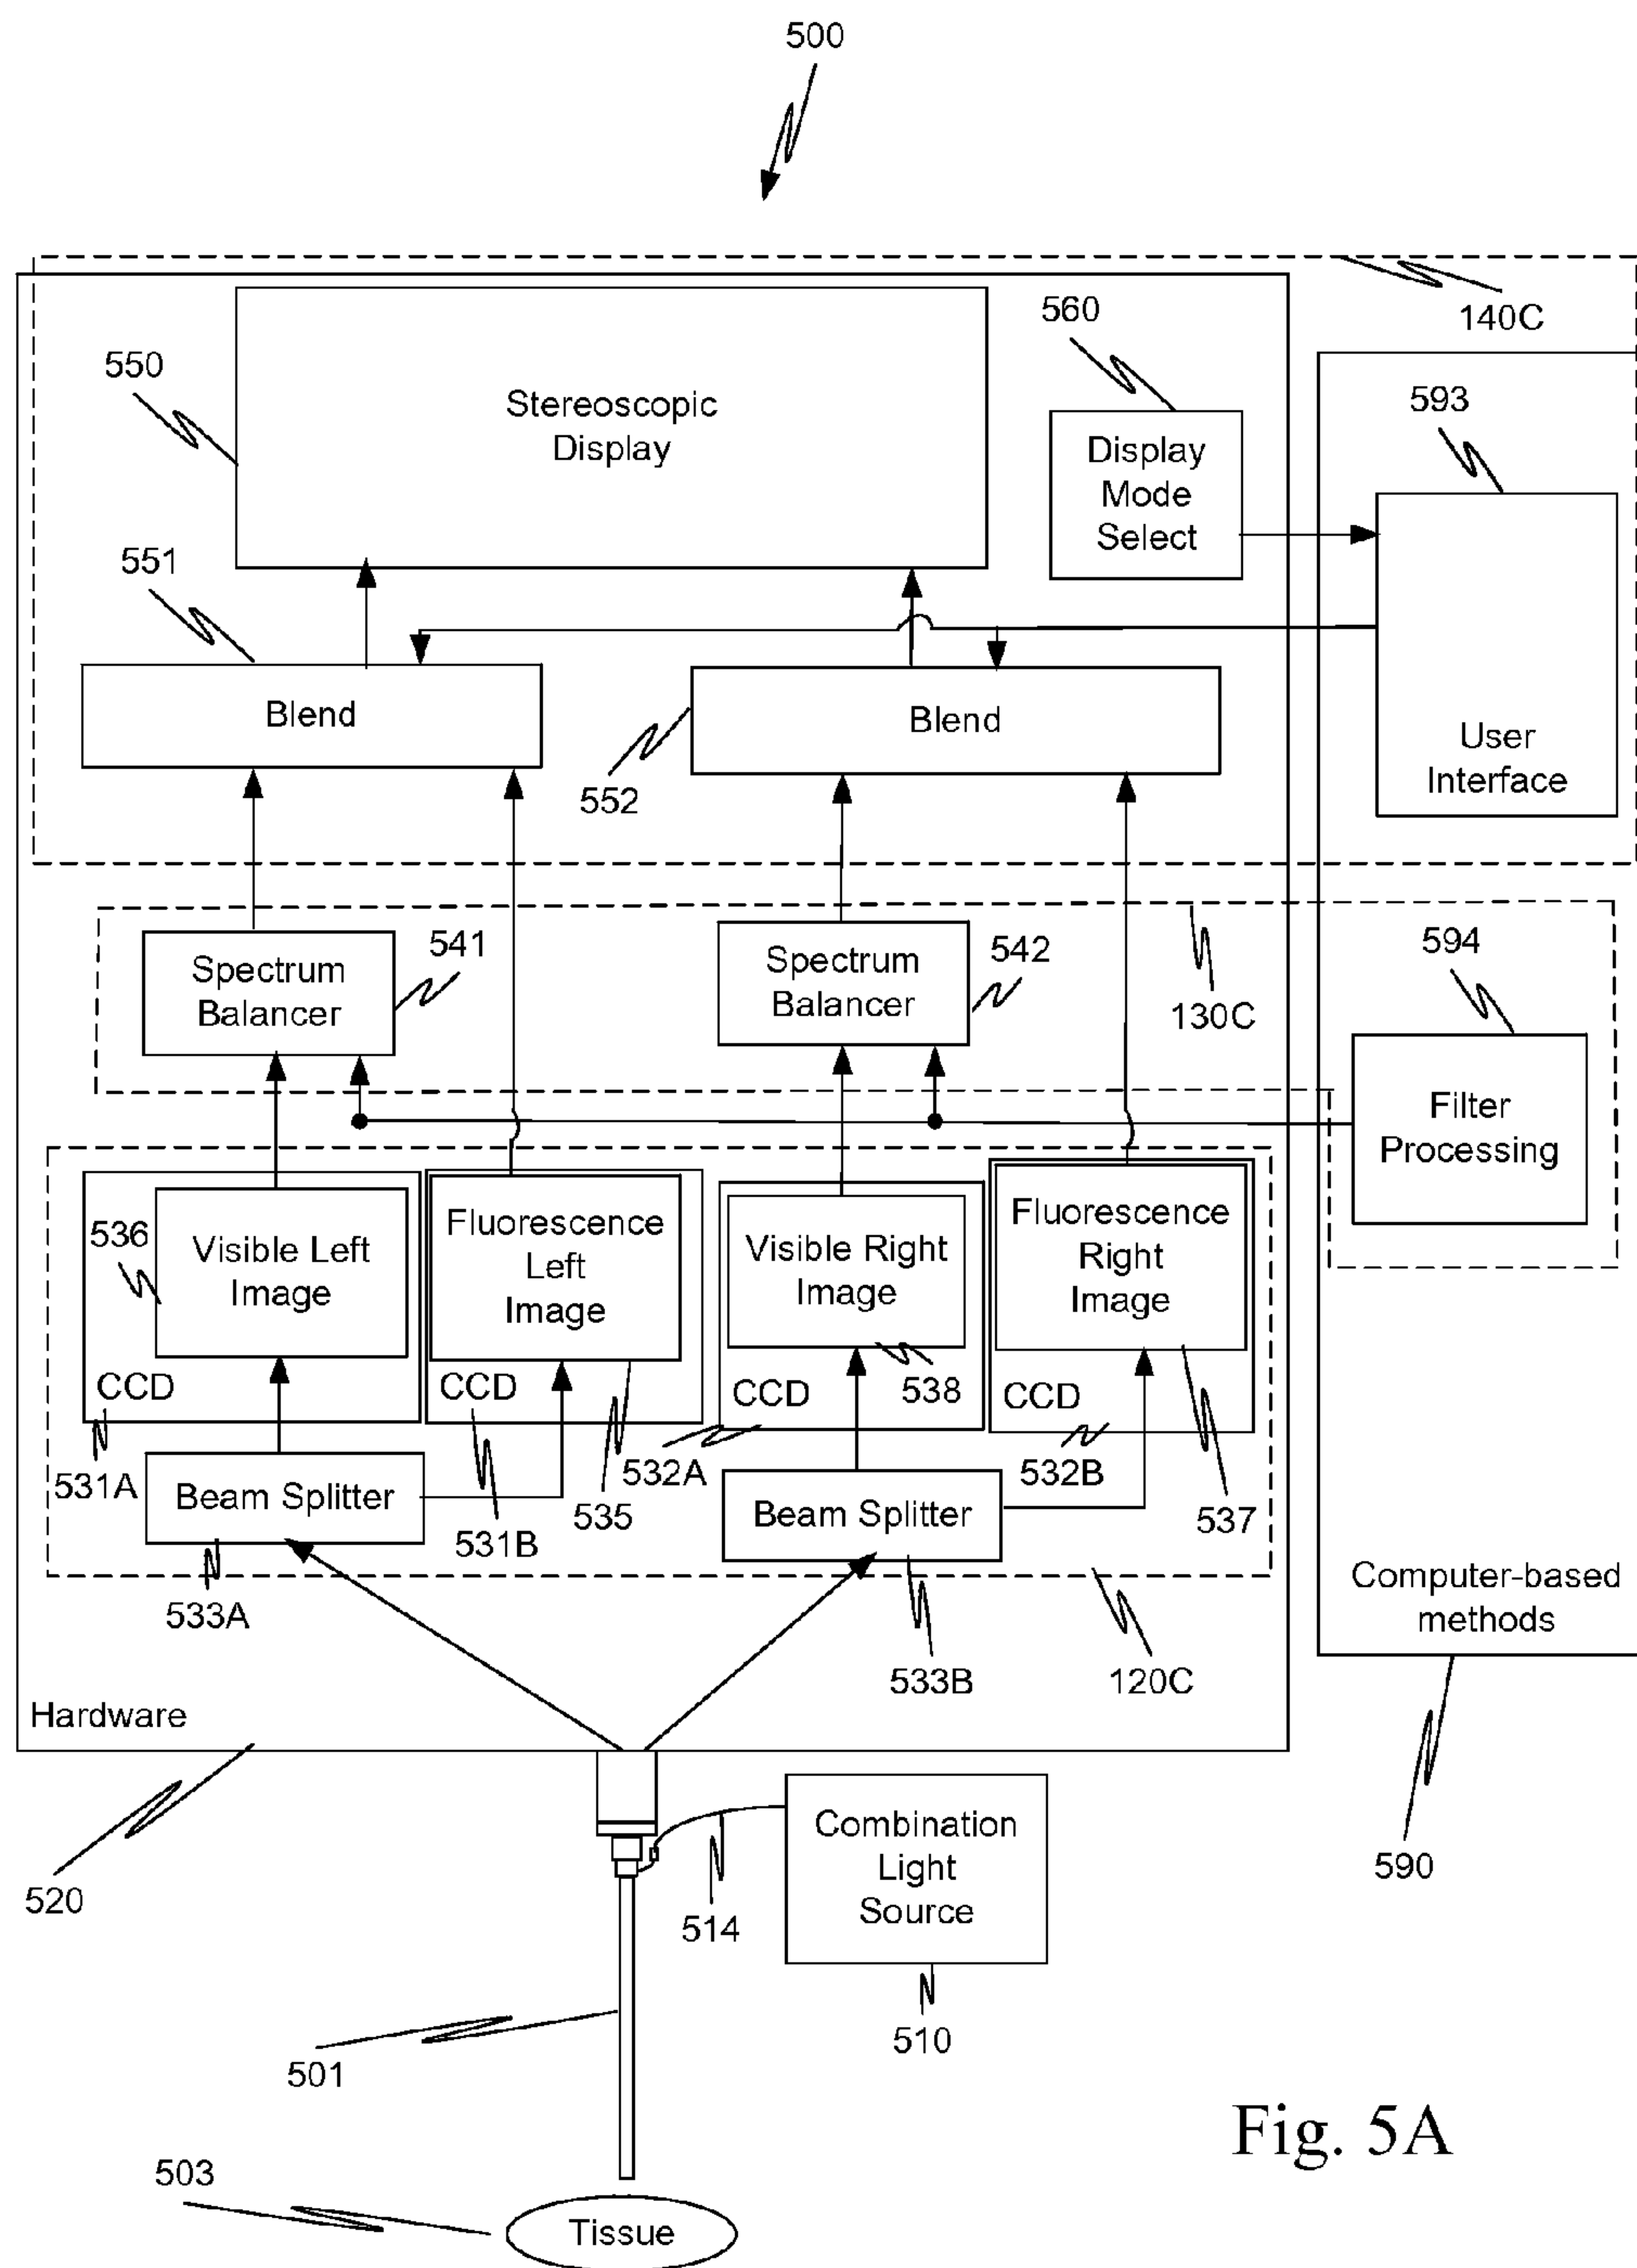 500
140C
560
550
Stereoscopic
Display
593
Display
Mode
Select
551
Blend
Blend
552
User
Interface
541
Spectrum
Balancer
Spectrum
Balancer
542
594
130C
Filter
Processing
536
Visible Left
Image
Fluorescence
Left
Image
Visible Right
Image
Fluorescence
Right
Image
CCD
CCD
CCD
538
CCD
531A
Beam Splitter
531B
535
532A
Beam Splitter
532B
537
533A
533B
120C
Computer-based
methods
Hardware
520
514
Combination
Light
Source
590
501
510
Fig. 5A
503
Tissue